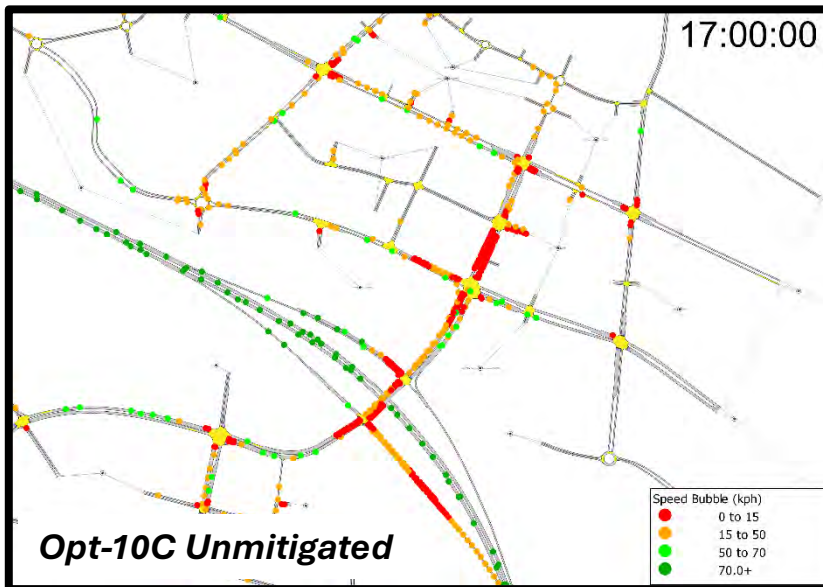 17:00:00
Speed Bubble (kph)
0 to 15
15 to 50
50 to 70
70.0+
Opt-10C Unmitigated